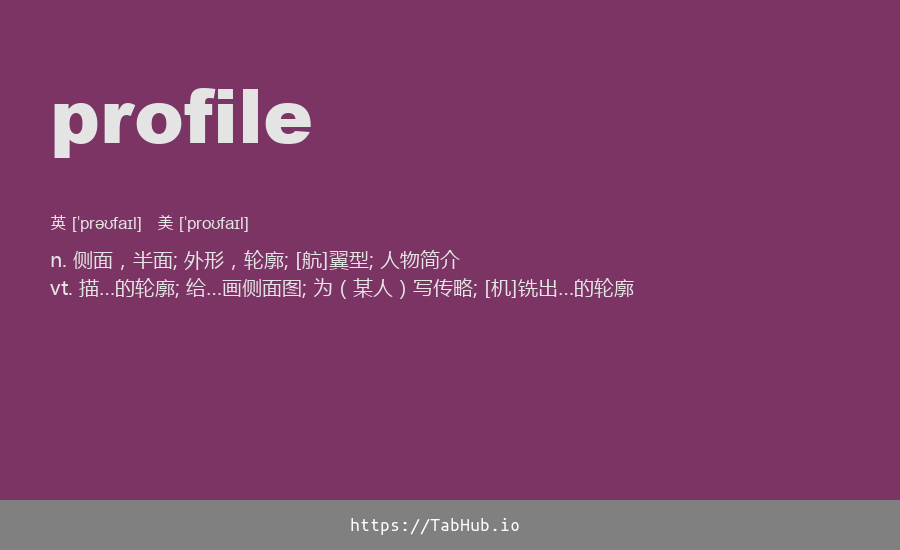 profile
英 [ˈprəʊfaɪl] 美 [ˈproʊfaɪl]
n. 侧面，半面; 外形，轮廓; [航]翼型; 人物简介
vt. 描...的轮廓; 给...画侧面图; 为（某人）写传略; [机]铣出...的轮廓
https://TabHub.io